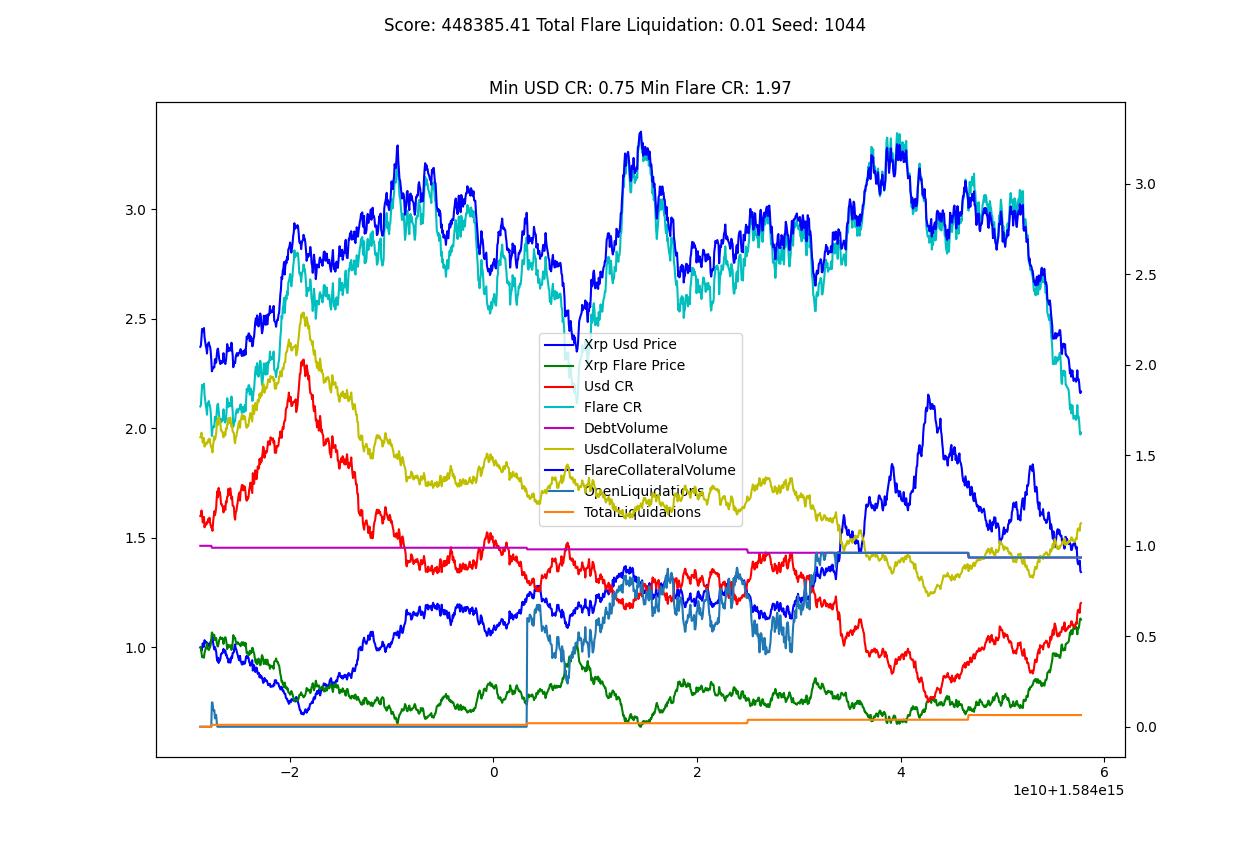 Score: 448385.41 Total Flare Liquidation: 0.01 Seed: 1044
Min USD CR: 0.75 Min Flare CR: 1.97
3.0
2.5
2.0
1.5
1.0
Xrp Usd Price
Xrp Flare Price
Usd CR
Flare CR
DebtVolume
UsdCollateralVolume
FlareCollateralVolume
OpenLiquidations
TotalLiquidations
3.0
2.5
2.0
1.5
1.0
0.5
0.0
−2 0 2 4 6
1e10+1.584e15